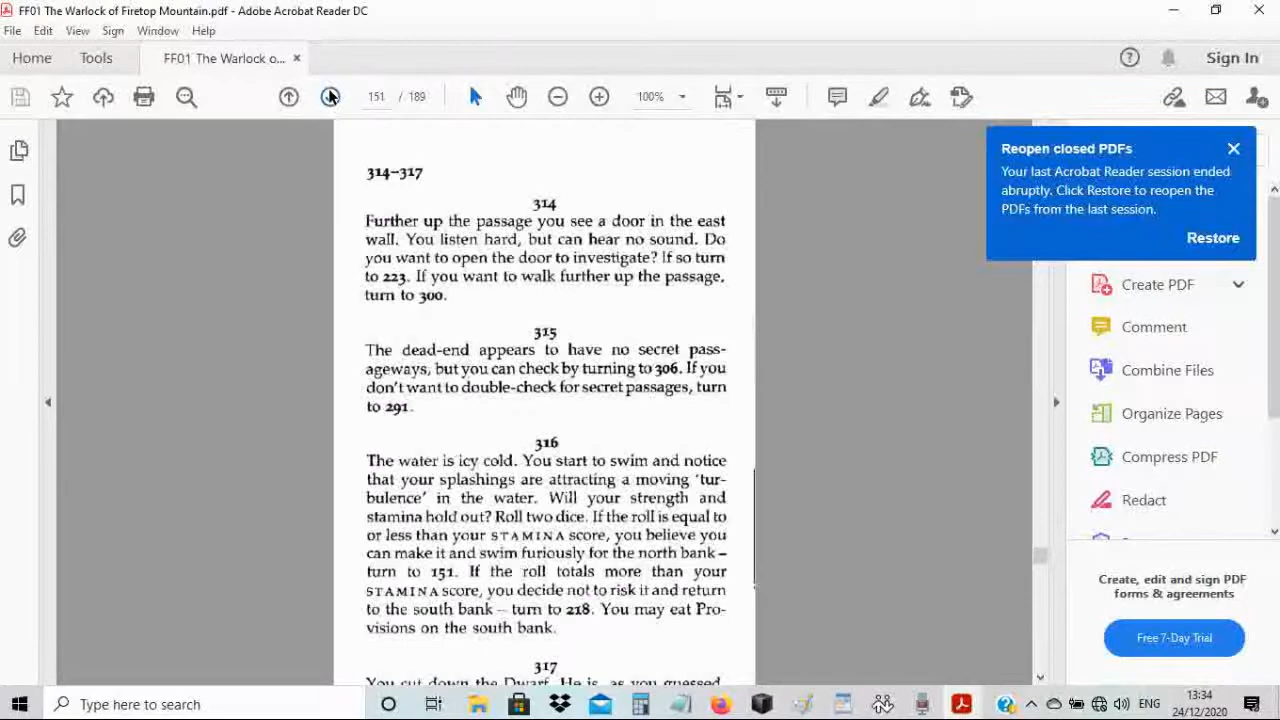 FF01 The Warlock of Firetop Mountain.pdf - Adobe Acrobat Reader DC
File Edit View Sign Window Help
Home Tools FF01 The Warlock o... × Sign In
151 / 189 100%
314–317
314
Further up the passage you see a door in the east
wall. You listen hard, but can hear no sound. Do
you want to open the door to investigate? If so turn
to 223. If you want to walk further up the passage,
turn to 300.
315
The dead-end appears to have no secret pass-
ageways, but you can check by turning to 306. If you
don't want to double-check for secret passages, turn
to 291.
316
The water is icy cold. You start to swim and notice
that your splashings are attracting a moving 'tur-
bulence' in the water. Will your strength and
stamina hold out? Roll two dice. If the roll is equal to
or less than your STAMINA score, you believe you
can make it and swim furiously for the north bank –
turn to 151. If the roll totals more than your
STAMINA score, you decide not to risk it and return
to the south bank – turn to 218. You may eat Pro-
visions on the south bank.
317
You cut down the Dwarf. He is, as you guessed,
Reopen closed PDFs
Your last Acrobat Reader session ended
abruptly. Click Restore to reopen the
PDFs from the last session.
Restore
Create PDF
Comment
Combine Files
Organize Pages
Compress PDF
Redact
Create, edit and sign PDF
forms & agreements
Free 7-Day Trial
Type here to search
ENG
13:34
24/12/2020